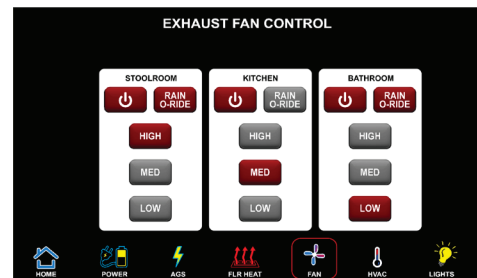 EXHAUST FAN CONTROL
STOOLROOM
RAIN
O-RIDE
HIGH
MED
LOW
KITCHEN
RAIN
O-RIDE
HIGH
MED
LOW
BATHROOM
RAIN
O-RIDE
HIGH
MED
LOW
HOME POWER AGS FLR HEAT FAN HVAC LIGHTS